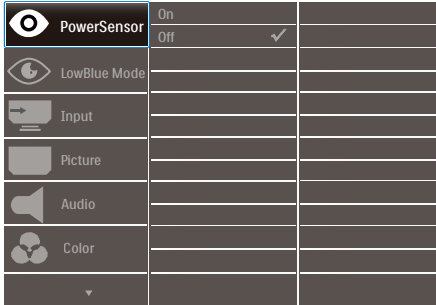 PowerSensor
On
Off
LowBlue Mode
Input
Picture
Audio
Color